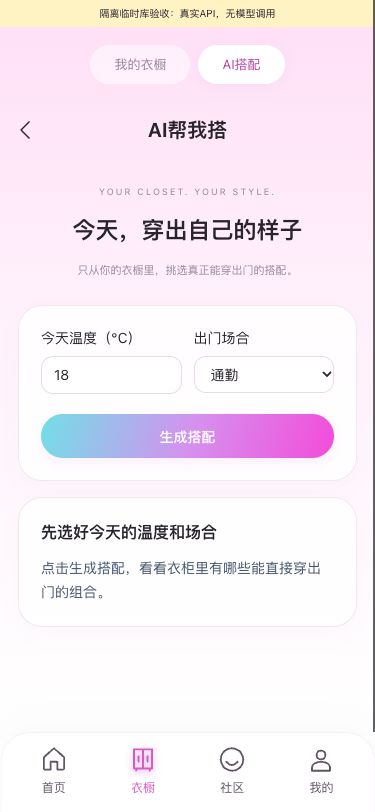 隔离临时库验收：真实API，无模型调用
我的衣橱
AI搭配
AI帮我搭
YOUR CLOSET. YOUR STYLE.
今天，穿出自己的样子
只从你的衣橱里，挑选真正能穿出门的搭配。
今天温度（°C）
出门场合
18
通勤
生成搭配
先选好今天的温度和场合
点击生成搭配，看看衣柜里有哪些能直接穿出
门的组合。
首页
衣橱
社区
我的